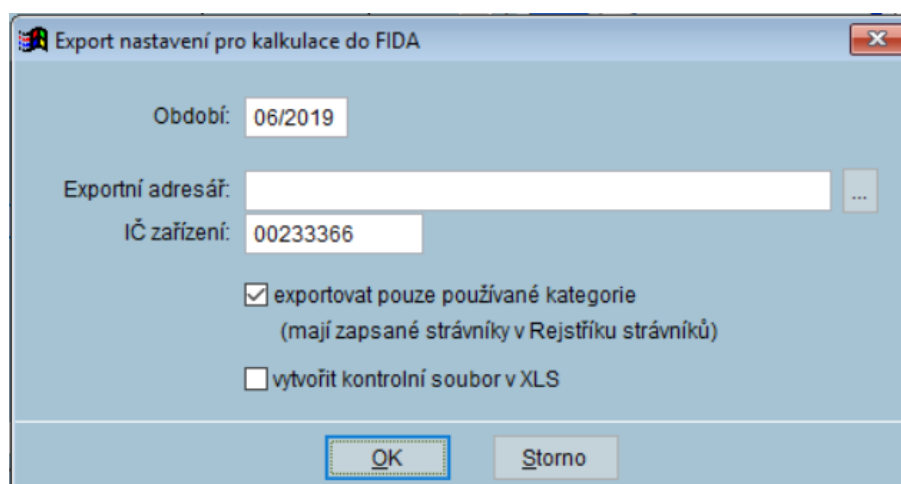 Export nastavení pro kalkulace do FIDA
Období: 06/2019
Exportní adresář: ...
IČ zařízení: 00233366
exportovat pouze používané kategorie
(mají zapsané strávníky v Rejstříku strávníků)
vytvořit kontrolní soubor v XLS
OK Storno